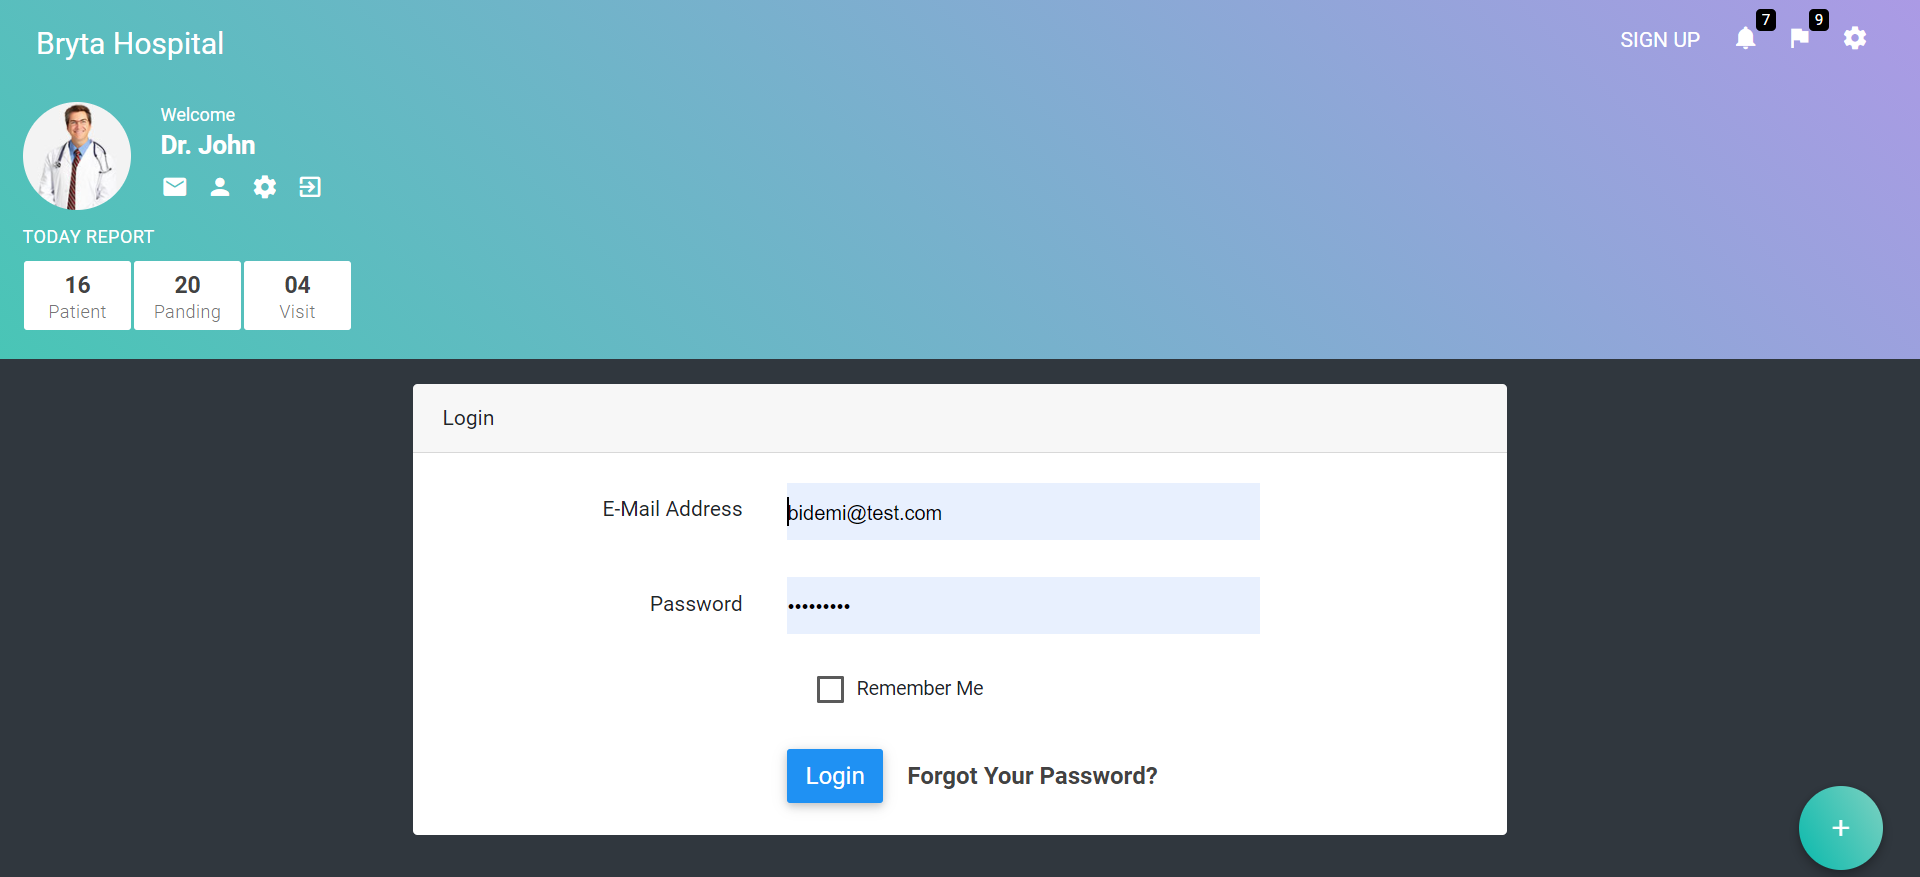 Bryta Hospital
SIGN UP
7
9
Welcome
Dr. John
TODAY REPORT
16
Patient
20
Panding
04
Visit
Login
E-Mail Address
bidemi@test.com
Password
•••••••••
Remember Me
Login
Forgot Your Password?
+